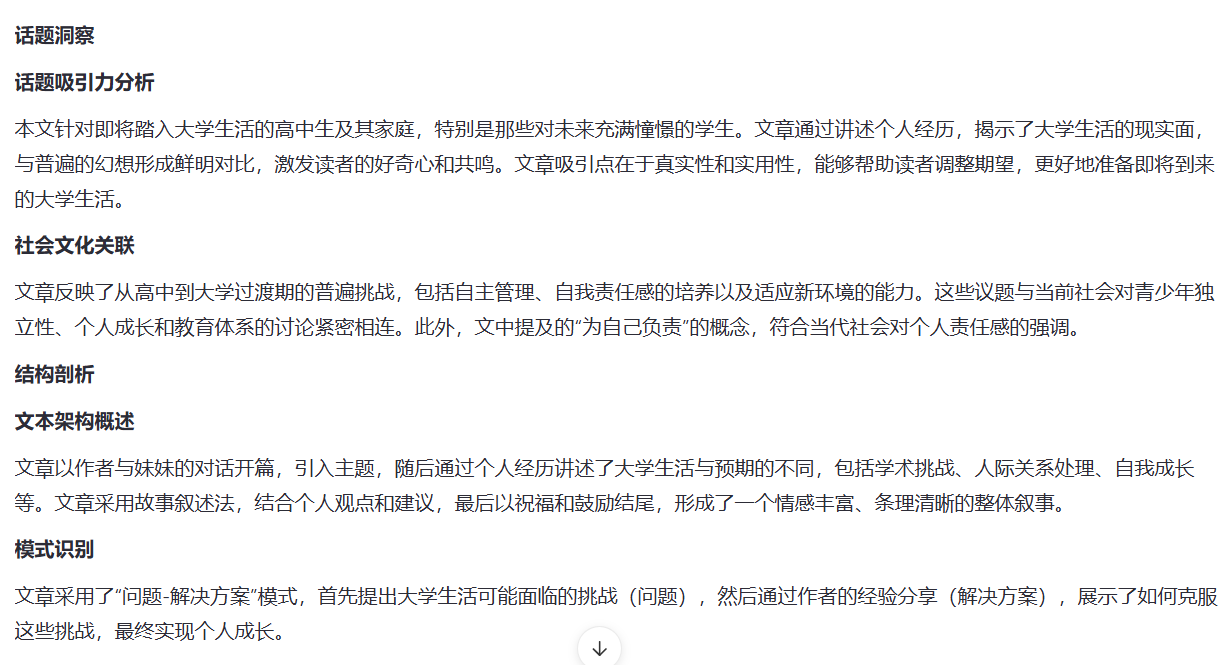 话题洞察
话题吸引力分析
本文针对即将踏入大学生活的高中生及其家庭，特别是那些对未来充满憧憬的学生。文章通过讲述个人经历，揭示了大学生活的现实面，
与普遍的幻想形成鲜明对比，激发读者的好奇心和共鸣。文章吸引点在于真实性和实用性，能够帮助读者调整期望，更好地准备即将到来
的大学生活。
社会文化关联
文章反映了从高中到大学过渡期的普遍挑战，包括自主管理、自我责任感的培养以及适应新环境的能力。这些议题与当前社会对青少年独
立性、个人成长和教育体系的讨论紧密相连。此外，文中提及的“为自己负责”的概念，符合当代社会对个人责任感的强调。
结构剖析
文本架构概述
文章以作者与妹妹的对话开篇，引入主题，随后通过个人经历讲述了大学生活与预期的不同，包括学术挑战、人际关系处理、自我成长
等。文章采用故事叙述法，结合个人观点和建议，最后以祝福和鼓励结尾，形成了一个情感丰富、条理清晰的整体叙事。
模式识别
文章采用了“问题-解决方案”模式，首先提出大学生活可能面临的挑战（问题），然后通过作者的经验分享（解决方案），展示了如何克服
这些挑战，最终实现个人成长。